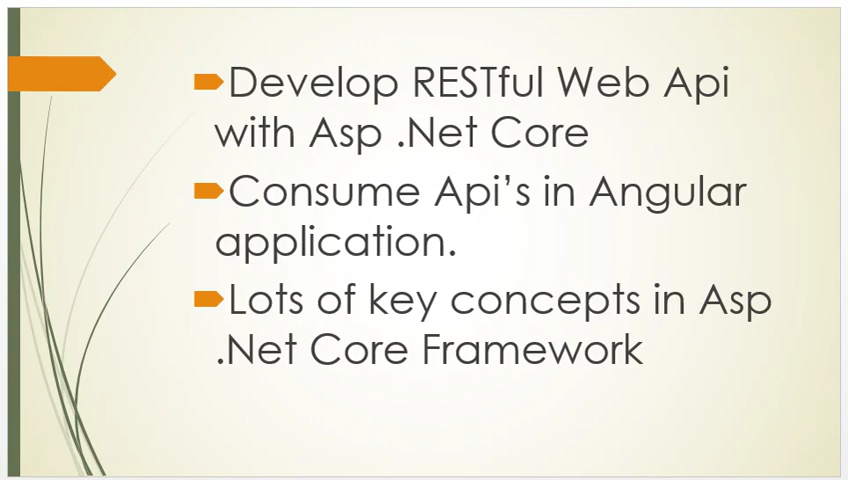 Develop RESTful Web Api
with Asp .Net Core
Consume Api’s in Angular
application.
Lots of key concepts in Asp
.Net Core Framework